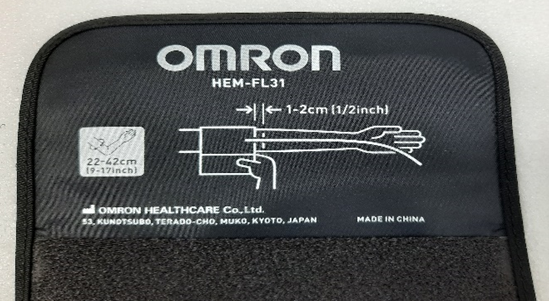 OMRON
HEM-FL31
1-2cm (1/2inch)
22-42cm
(9-17inch)
OMRON HEALTHCARE Co.,Ltd.
53, KUNOTSUBO, TERADO-CHO, MUKO, KYOTO, JAPAN
MADE IN CHINA